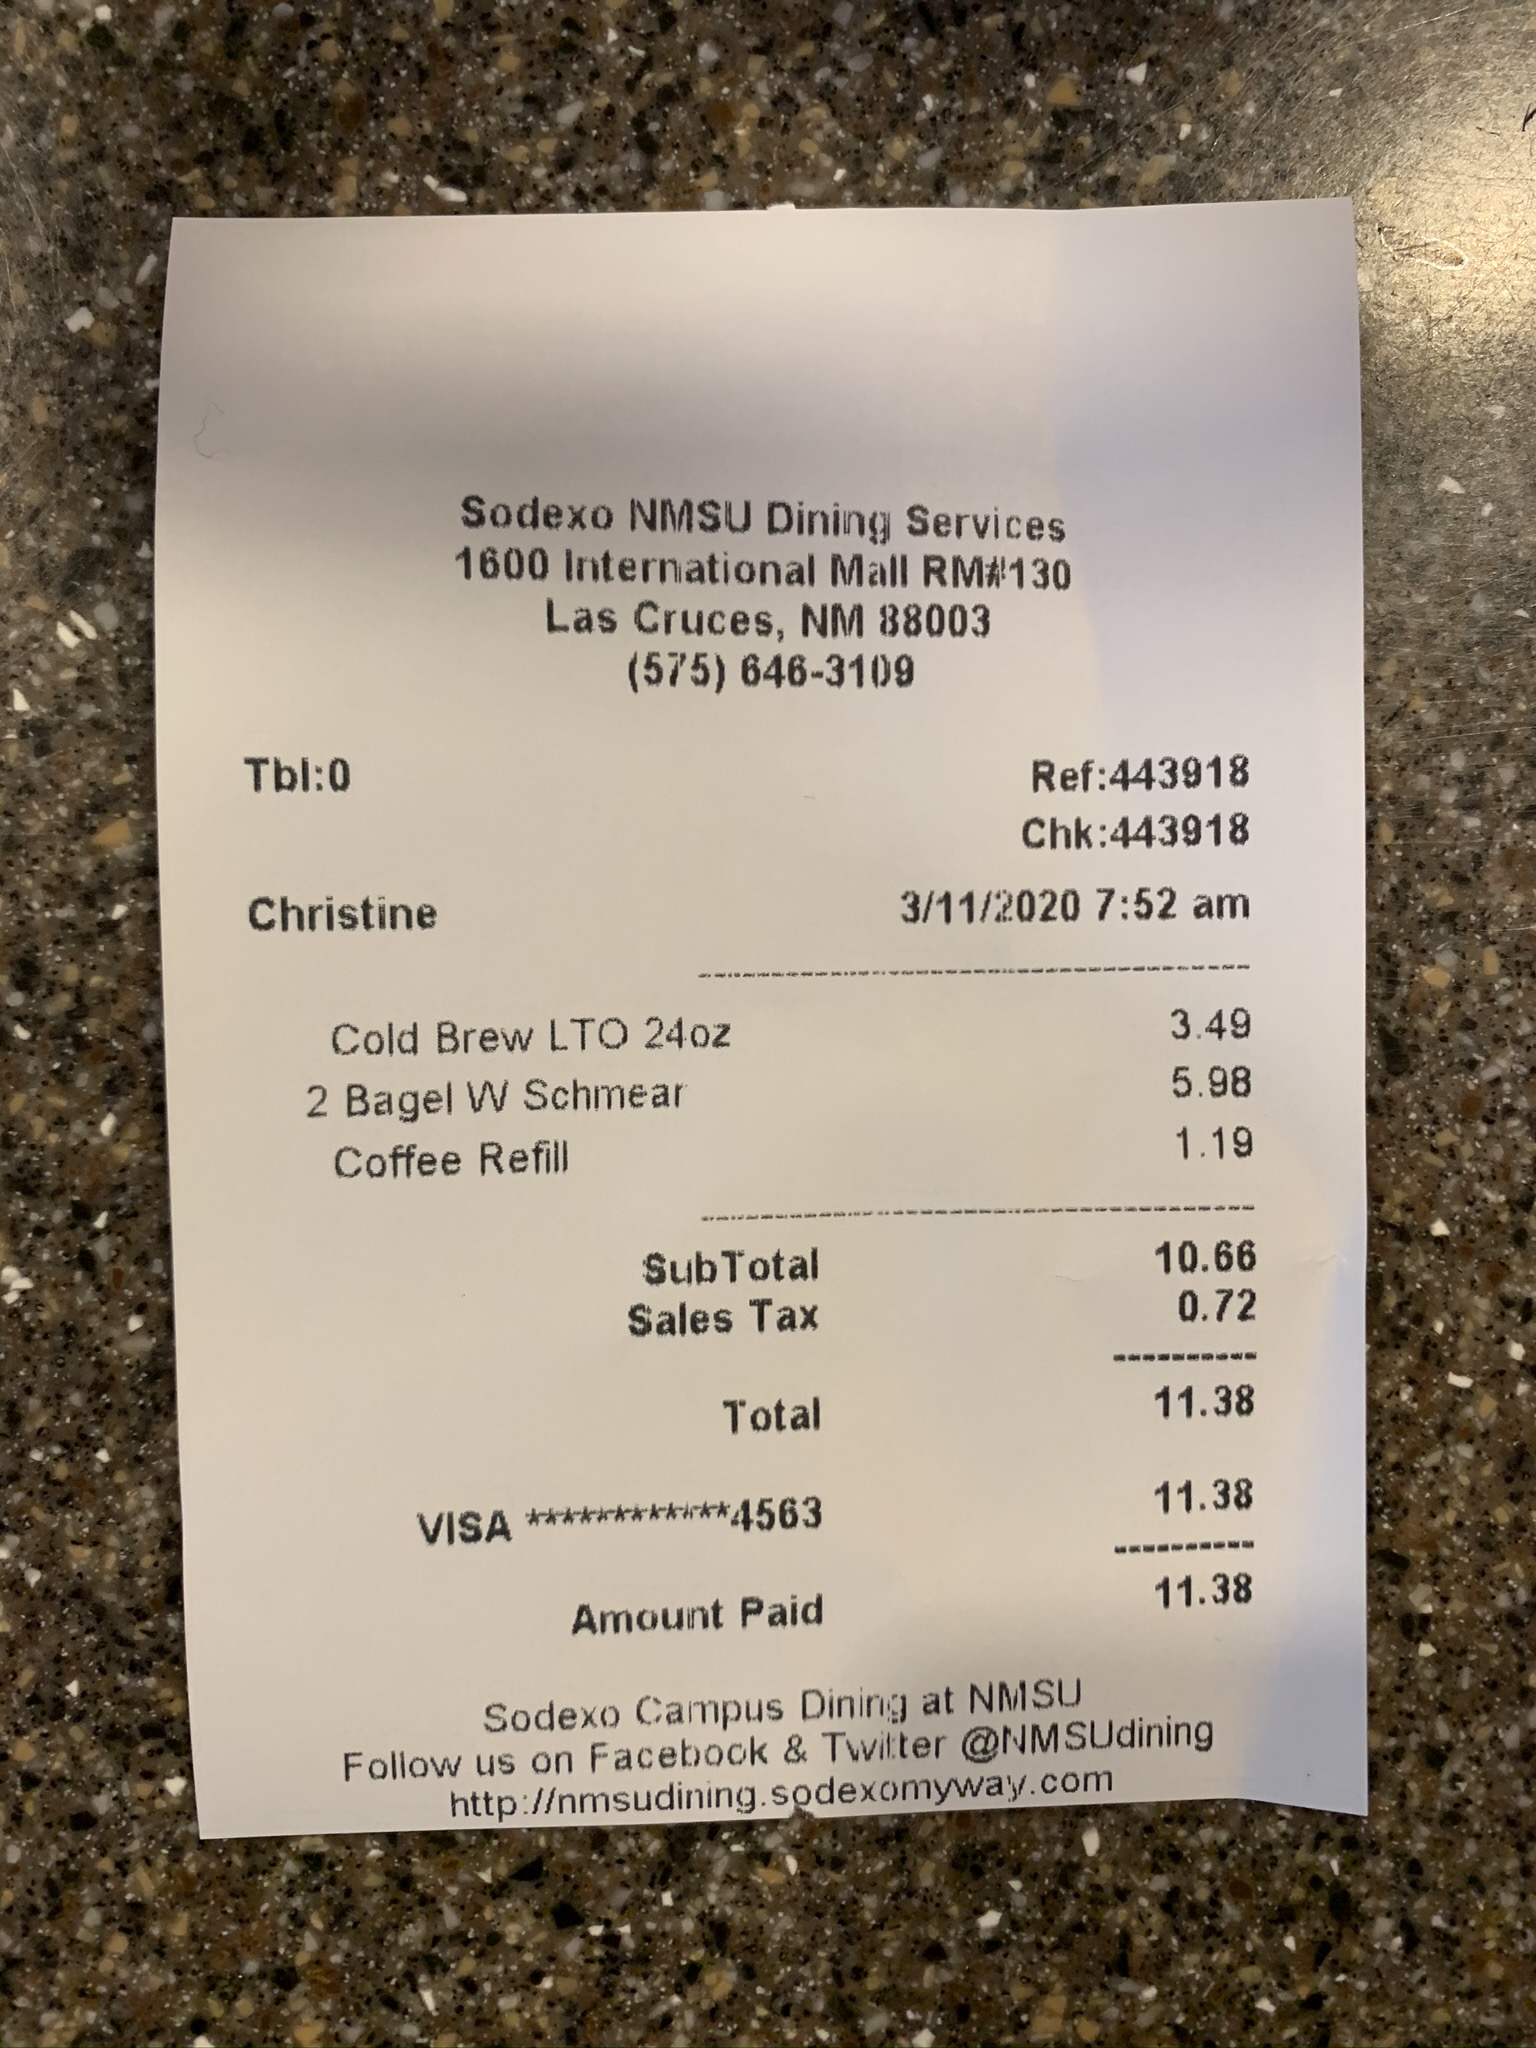 Sodexo NMSU Dining Services
1600 International Mall RM#130
Las Cruces, NM 88003
(575) 646-3109
Tbl:0 Ref:443918
Chk:443918
Christine 3/11/2020 7:52 am
Cold Brew LTO 24oz 3.49
2 Bagel W Schmear 5.98
Coffee Refill 1.19
SubTotal 10.66
Sales Tax 0.72
Total 11.38
VISA ************4563 11.38
Amount Paid 11.38
Sodexo Campus Dining at NMSU
Follow us on Facebook & Twitter @NMSUdining
http://nmsudining.sodexomyway.com